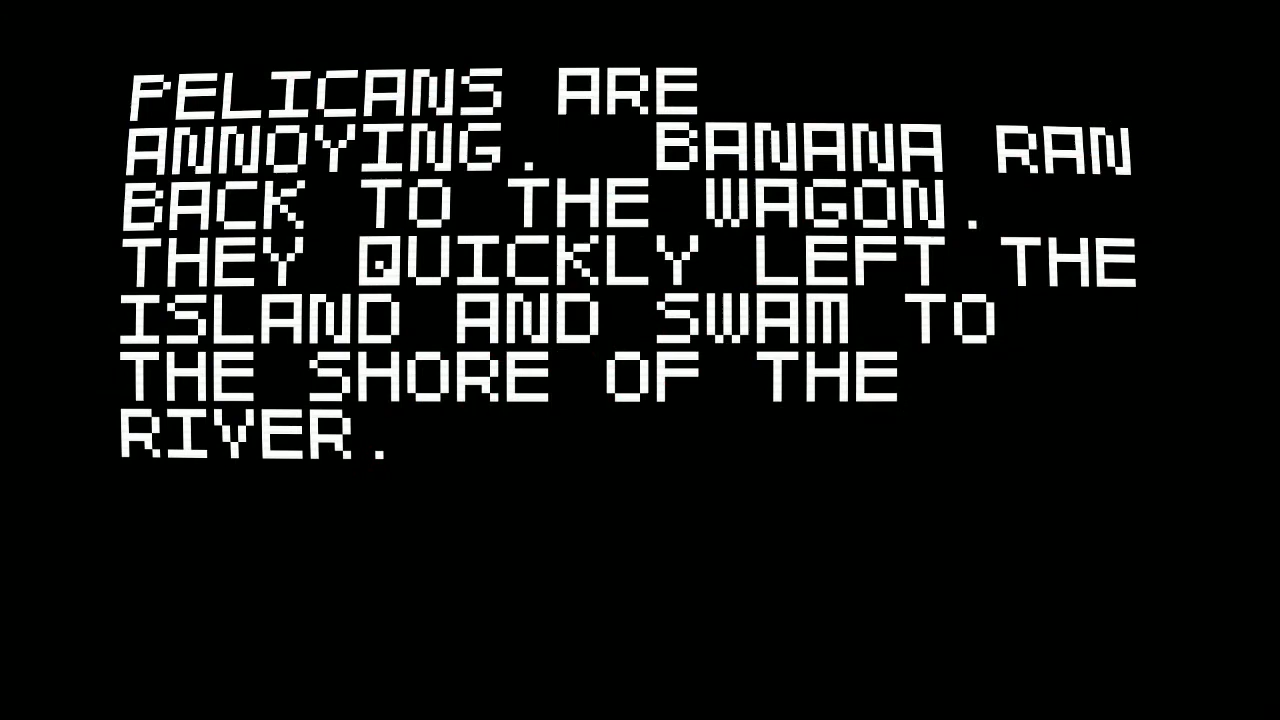 PELICANS ARE
ANNOYING.  BANANA RAN
BACK TO THE WAGON.
THEY QUICKLY LEFT THE
ISLAND AND SWAM TO
THE SHORE OF THE
RIVER.